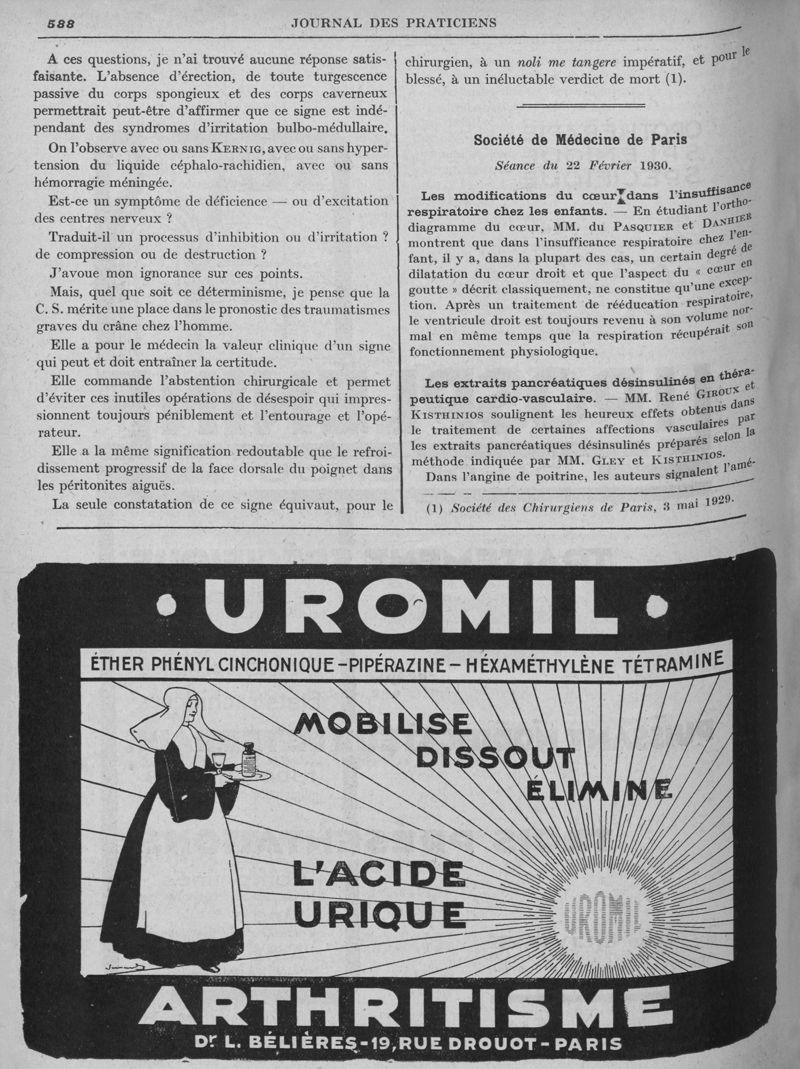 588
JOURNAL DES PRATICIENS
A ces questions, je n'ai trouvé aucune réponse satis-
faisante. L'absence d'érection, de toute turgescence
passive du corps spongieux et des corps caverneux
permettrait peut-être d'affirmer que ce signe est indé-
pendant des syndromes d'irritation bulbo-médullaire.
On l'observe avec ou sans KERNIG, avec ou sans hyper-
tension du liquide céphalo-rachidien, avec ou sans
hémorragie méningée.
Est-ce un symptôme de déficience — ou d'excitation
des centres nerveux ?
Traduit-il un processus d'inhibition ou d'irritation ?
de compression ou de destruction ?
J'avoue mon ignorance sur ces points.
Mais, quel que soit ce déterminisme, je pense que la
C. S. mérite une place dans le pronostic des traumatismes
graves du crâne chez l'homme.
Elle a pour le médecin la valeur clinique d'un signe
qui peut et doit entraîner la certitude.
Elle commande l'abstention chirurgicale et permet
d'éviter ces inutiles opérations de désespoir qui impres-
sionnent toujours péniblement et l'entourage et l'opé-
rateur.
Elle a la même signification redoutable que le refroi-
dissement progressif de la face dorsale du poignet dans
les péritonites aiguës.
La seule constatation de ce signe équivaut, pour le
chirurgien, à un noli me tangere impératif, et pour le
blessé, à un inéluctable verdict de mort (1).
Société de Médecine de Paris
Séance du 22 Février 1930.
Les modifications du cœur dans l'insuffisance
respiratoire chez les enfants. — En étudiant l'ortho-
diagramme du cœur, MM. du PASQUIER et DANHIER
montrent que dans l'insufficance respiratoire chez l'en-
fant, il y a, dans la plupart des cas, un certain degré de
dilatation du cœur droit et que l'aspect du « cœur en
goutte » décrit classiquement, ne constitue qu'une excep-
tion. Après un traitement de rééducation respiratoire,
le ventricule droit est toujours revenu à son volume nor-
mal en même temps que la respiration récupérait son
fonctionnement physiologique.
Les extraits pancréatiques désinsulinés en théra-
peutique cardio-vasculaire. — MM. René GIROUX et
KISTHINIOS soulignent les heureux effets obtenus dans
le traitement de certaines affections vasculaires par
les extraits pancréatiques désinsulinés préparés selon la
méthode indiquée par MM. GLEY et KISTHINIOS.
Dans l'angine de poitrine, les auteurs signalent l'amé-
(1) Société des Chirurgiens de Paris, 3 mai 1929.
• UROMIL •
ÉTHER PHÉNYL CINCHONIQUE - PIPÉRAZINE - HÉXAMÉTHYLÈNE TÉTRAMINE
MOBILISE
DISSOUT
ÉLIMINE
L'ACIDE
URIQUE
UROMIL
ARTHRITISME
Dr L. BÉLIÈRES - 19, RUE DROUOT - PARIS